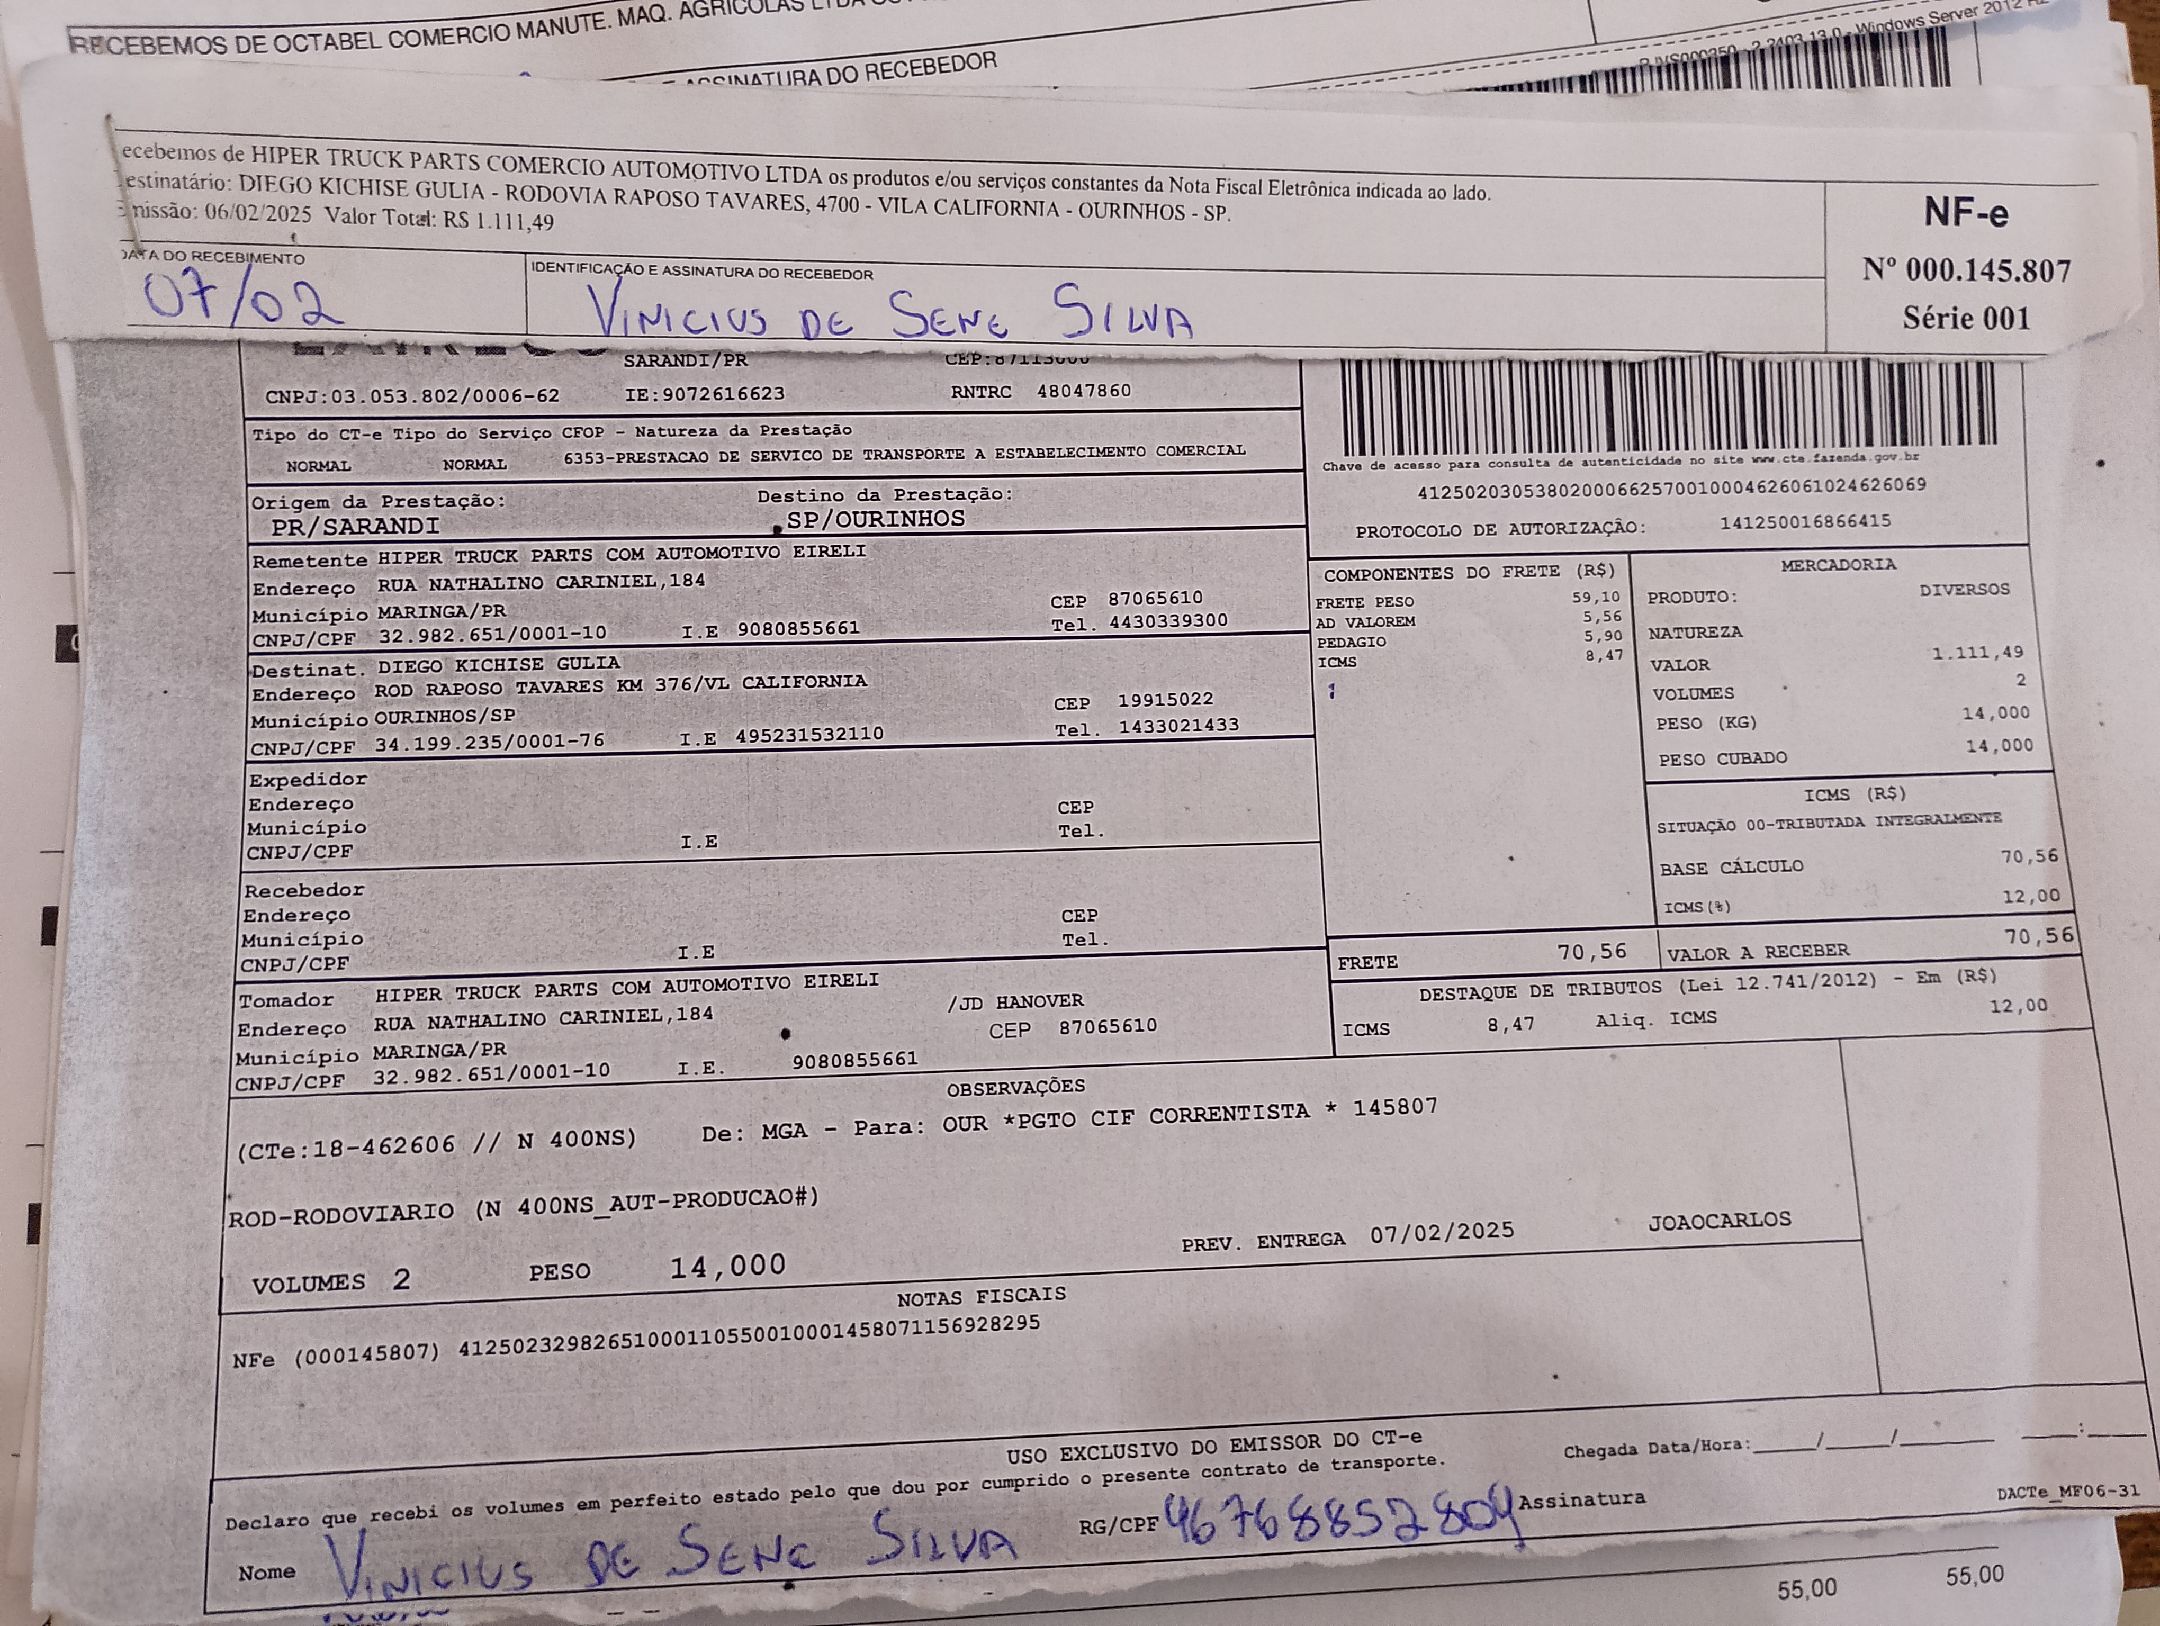 RECEBEMOS DE OCTABEL COMERCIO MANUTE. MAQ. AGRICOLAS LTDA
ASSINATURA DO RECEBEDOR
2.2403.13.0 - Windows Server 2012
ecebemos de HIPER TRUCK PARTS COMERCIO AUTOMOTIVO LTDA os produtos e/ou serviços constantes da Nota Fiscal Eletrônica indicada ao lado.
estinatário: DIEGO KICHISE GULIA - RODOVIA RAPOSO TAVARES, 4700 - VILA CALIFORNIA - OURINHOS - SP.
missão: 06/02/2025 Valor Total: R$ 1.111,49
NF-e
Nº 000.145.807
Série 001
DATA DO RECEBIMENTO
IDENTIFICAÇÃO E ASSINATURA DO RECEBEDOR
07/02
VINICIUS DE SENE SILVA
SARANDI/PR CEP:87113000
CNPJ:03.053.802/0006-62 IE:9072616623 RNTRC 48047860
Tipo do CT-e Tipo do Serviço CFOP - Natureza da Prestação
NORMAL NORMAL 6353-PRESTACAO DE SERVICO DE TRANSPORTE A ESTABELECIMENTO COMERCIAL
Chave de acesso para consulta de autenticidade no site www.cte.fazenda.gov.br
41250203053802000662570010004626061024626069
PROTOCOLO DE AUTORIZAÇÃO: 141250016866415
Origem da Prestação: Destino da Prestação:
PR/SARANDI SP/OURINHOS
Remetente HIPER TRUCK PARTS COM AUTOMOTIVO EIRELI
Endereço RUA NATHALINO CARINIEL,184
Município MARINGA/PR CEP 87065610
CNPJ/CPF 32.982.651/0001-10 I.E 9080855661 Tel. 4430339300
Destinat. DIEGO KICHISE GULIA
Endereço ROD RAPOSO TAVARES KM 376/VL CALIFORNIA
Município OURINHOS/SP CEP 19915022
CNPJ/CPF 34.199.235/0001-76 I.E 495231532110 Tel. 1433021433
Expedidor
Endereço
Município CEP
CNPJ/CPF I.E Tel.
Recebedor
Endereço
Município CEP
CNPJ/CPF I.E Tel.
Tomador HIPER TRUCK PARTS COM AUTOMOTIVO EIRELI
Endereço RUA NATHALINO CARINIEL,184 /JD HANOVER
Município MARINGA/PR CEP 87065610
CNPJ/CPF 32.982.651/0001-10 I.E. 9080855661
COMPONENTES DO FRETE (R$)
FRETE PESO 59,10
AD VALOREM 5,56
PEDAGIO 5,90
ICMS 8,47
MERCADORIA
PRODUTO: DIVERSOS
NATUREZA
VALOR 1.111,49
VOLUMES 2
PESO (KG) 14,000
PESO CUBADO 14,000
ICMS (R$)
SITUAÇÃO 00-TRIBUTADA INTEGRALMENTE
BASE CÁLCULO 70,56
ICMS(%) 12,00
FRETE 70,56 VALOR A RECEBER 70,56
DESTAQUE DE TRIBUTOS (Lei 12.741/2012) - Em (R$)
ICMS 8,47 Aliq. ICMS 12,00
OBSERVAÇÕES
(CTe:18-462606 // N 400NS) De: MGA - Para: OUR *PGTO CIF CORRENTISTA * 145807
ROD-RODOVIARIO (N 400NS_AUT-PRODUCAO#)
VOLUMES 2 PESO 14,000 PREV. ENTREGA 07/02/2025 JOAOCARLOS
NOTAS FISCAIS
NFe (000145807) 41250232982651000110550010001458071156928295
USO EXCLUSIVO DO EMISSOR DO CT-e
Chegada Data/Hora:_____/_____/_______ ____:____
Declaro que recebi os volumes em perfeito estado pelo que dou por cumprido o presente contrato de transporte.
Nome VINICIUS DE SENE SILVA RG/CPF 46768852804 Assinatura
DACTe_MF06-31
55,00 55,00